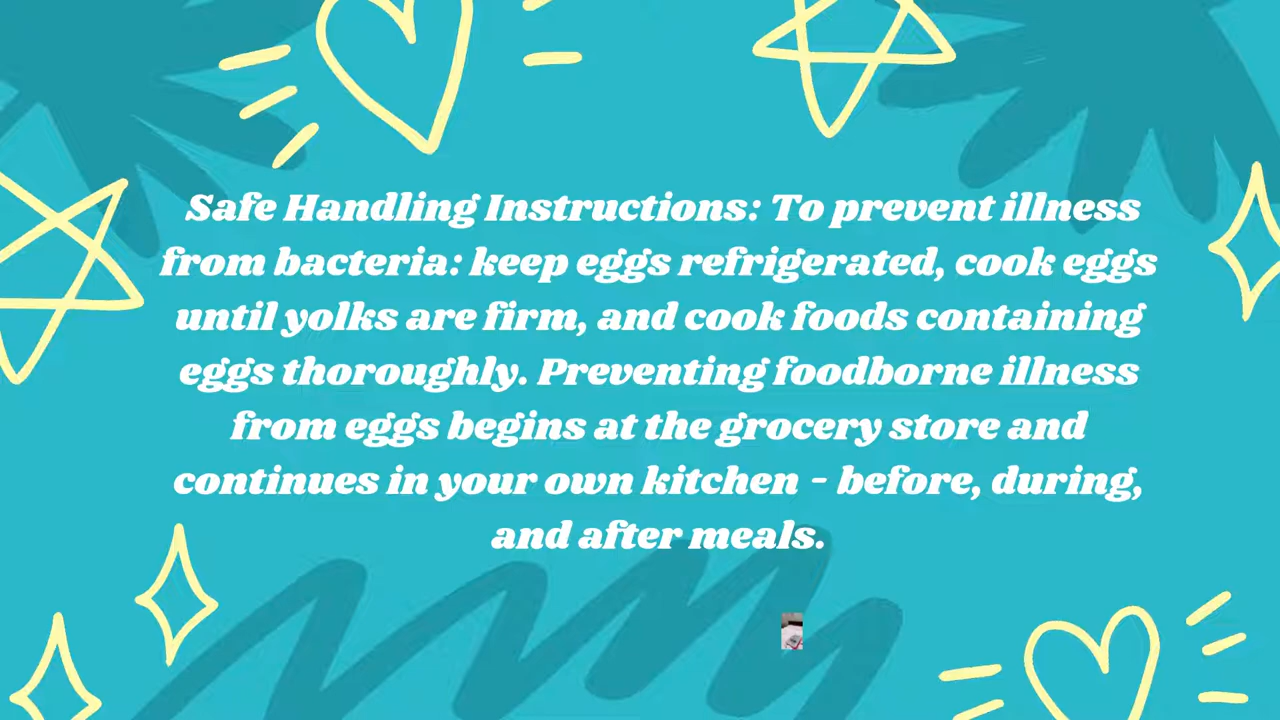 Safe Handling Instructions: To prevent illness
from bacteria: keep eggs refrigerated, cook eggs
until yolks are firm, and cook foods containing
eggs thoroughly. Preventing foodborne illness
from eggs begins at the grocery store and
continues in your own kitchen - before, during,
and after meals.